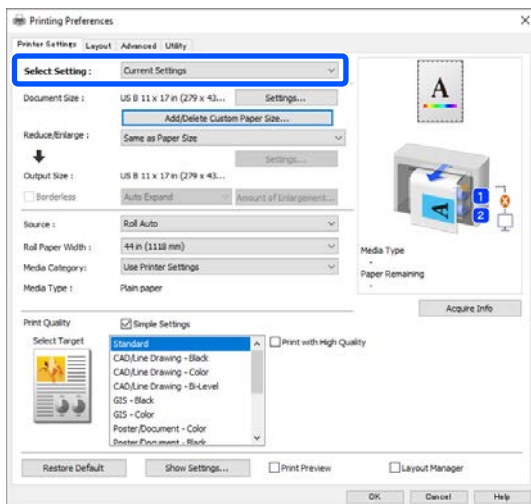 Printing Preferences
Printer Settings Layout Advanced Utility
Select Setting : Current Settings
Document Size : US B 11 x 17 in (279 x 43... Settings...
Add/Delete Custom Paper Size...
Reduce/Enlarge : Same as Paper Size
Settings...
Output Size : US B 11 x 17 in (279 x 43...
Borderless Auto Expand Amount of Enlargement...
Source : Roll Auto
Roll Paper Width : 44 in (1118 mm)
Media Category: Use Printer Settings
Media Type : Plain paper
A
A
1
2
Media Type
-
Paper Remaining
-
Acquire Info
Print Quality Simple Settings
Select Target
Standard
CAD/Line Drawing - Black
CAD/Line Drawing - Color
CAD/Line Drawing - Bi-Level
GIS - Black
GIS - Color
Poster/Document - Color
Poster/Document - Black
Print with High Quality
Restore Default Show Settings... Print Preview Layout Manager
OK Cancel Help